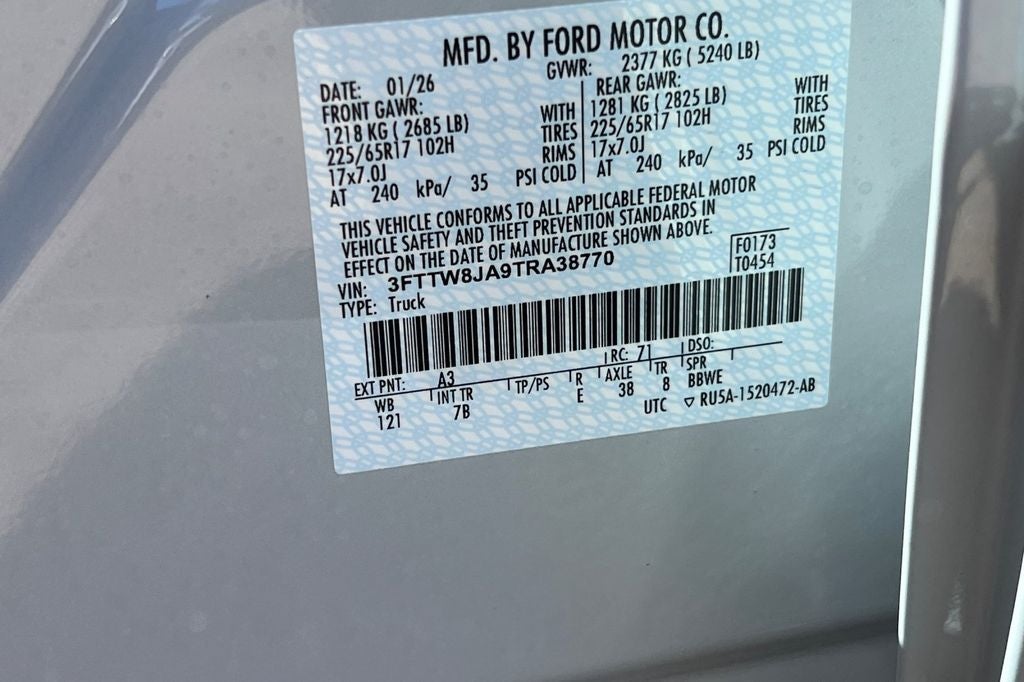 MFD. BY FORD MOTOR CO.
DATE: 01/26 GVWR: 2377 KG ( 5240 LB)
FRONT GAWR: REAR GAWR:
1218 KG ( 2685 LB) WITH 1281 KG ( 2825 LB) WITH
225/65R17 102H TIRES 225/65R17 102H TIRES
17x7.0J RIMS 17x7.0J RIMS
AT 240 kPa/ 35 PSI COLD AT 240 kPa/ 35 PSI COLD
THIS VEHICLE CONFORMS TO ALL APPLICABLE FEDERAL MOTOR
VEHICLE SAFETY AND THEFT PREVENTION STANDARDS IN
EFFECT ON THE DATE OF MANUFACTURE SHOWN ABOVE.
VIN: 3FTTW8JA9TRA38770 F0173
TYPE: Truck T0454
EXT PNT: A3 RC: 71 DSO:
WB INT TR TP/PS R AXLE TR SPR
121 7B E 38 8 BBWE
UTC ▽ RU5A-1520472-AB